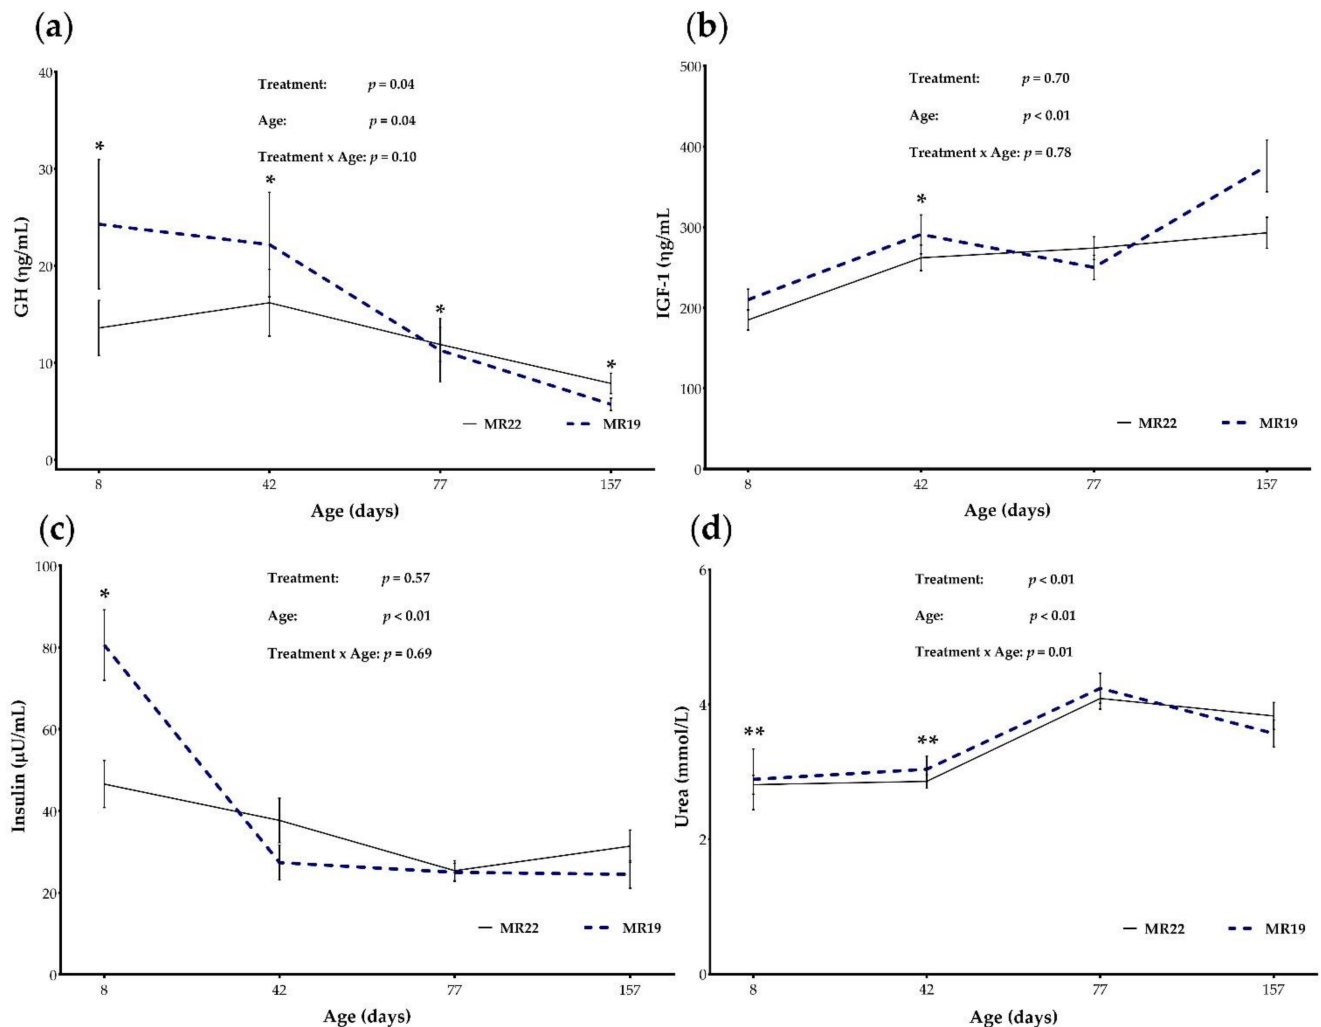 (a)
40
30
20
10
0
GH (ηg/mL)
Treatment: p = 0.04
Age: p = 0.04
Treatment x Age: p = 0.10
*
*
*
*
MR22 MR19
8 42 77 157
Age (days)
(b)
500
400
300
200
100
0
IGF-1 (ηg/mL
Treatment: p = 0.70
Age: p < 0.01
Treatment x Age: p = 0.78
*
MR22 MR19
8 42 77 157
Age (days)
(c)
100
80
60
40
20
0
Insulin (µU/mL)
Treatment: p = 0.57
Age: p < 0.01
Treatment x Age: p = 0.69
*
MR22 MR19
8 42 77 157
Age (days)
(d)
6
4
2
0
Urea (mmol/L)
Treatment: p < 0.01
Age: p < 0.01
Treatment x Age: p = 0.01
**
**
MR22 MR19
8 42 77 157
Age (days)